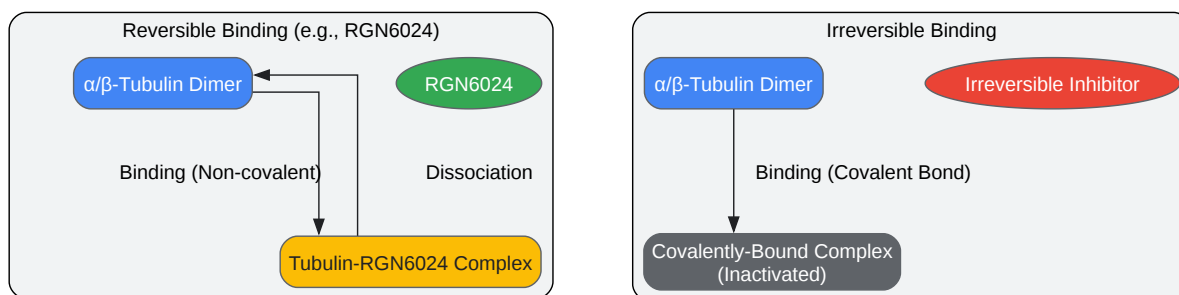 Reversible Binding (e.g., RGN6024)
α/β-Tubulin Dimer
RGN6024
Binding (Non-covalent)
Dissociation
Tubulin-RGN6024 Complex
Irreversible Binding
α/β-Tubulin Dimer
Irreversible Inhibitor
Binding (Covalent Bond)
Covalently-Bound Complex
(Inactivated)